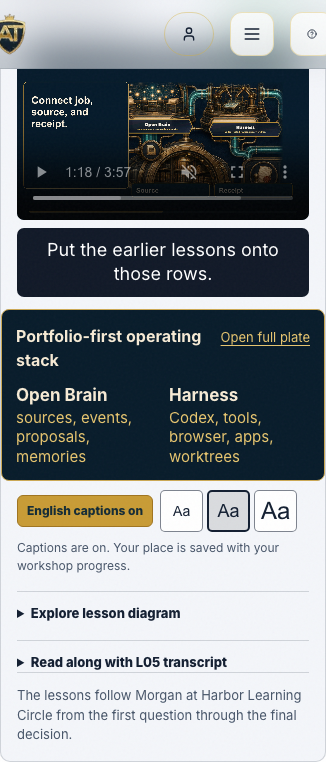 AT
Connect job,
source, and
receipt.
Open Brain
Harness
Source
Receipt
1:18 / 3:57
Put the earlier lessons onto
those rows.
Portfolio-first operating
stack
Open full plate
Open Brain
sources, events,
proposals,
memories
Harness
Codex, tools,
browser, apps,
worktrees
English captions on
Aa
Aa
Aa
Captions are on. Your place is saved with your
workshop progress.
Explore lesson diagram
Read along with L05 transcript
The lessons follow Morgan at Harbor Learning
Circle from the first question through the final
decision.